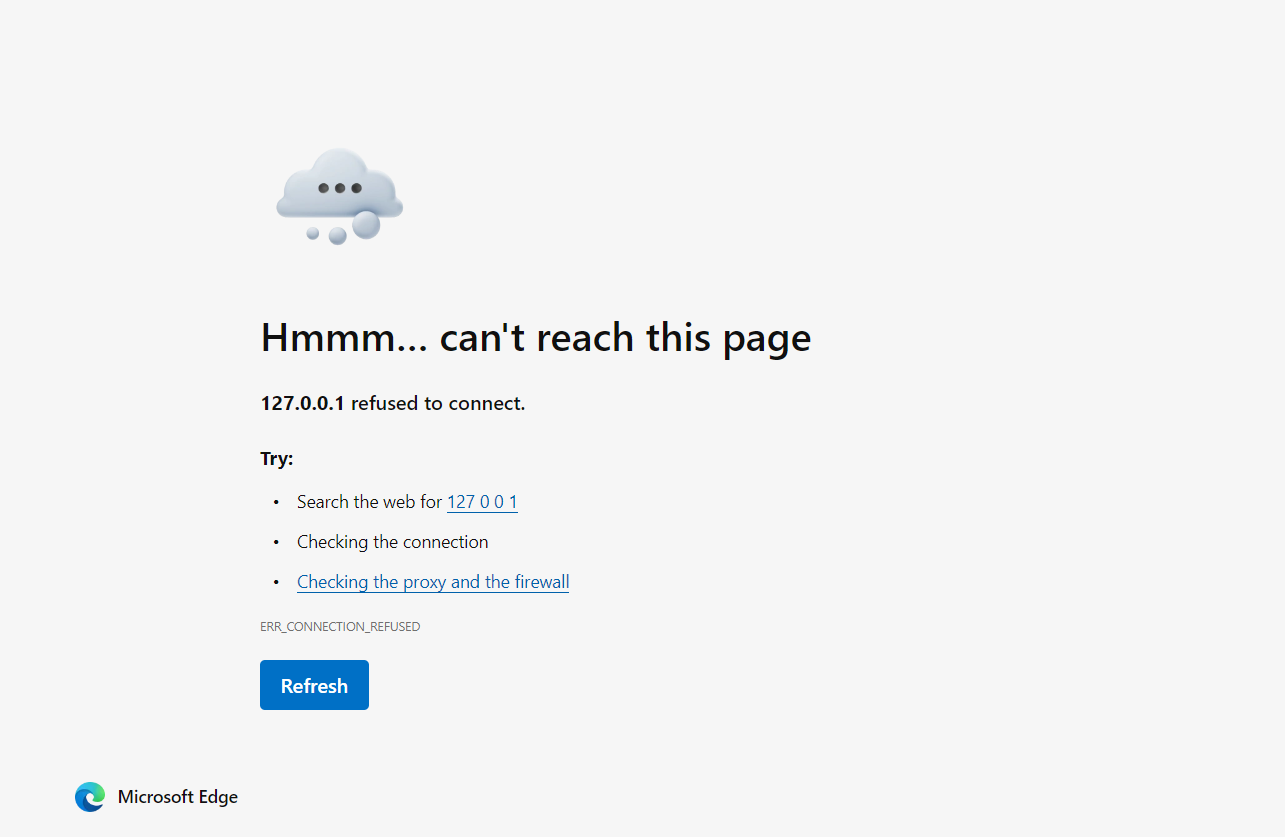 Hmmm... can't reach this page
127.0.0.1 refused to connect.
Try:
• Search the web for 127 0 0 1
• Checking the connection
• Checking the proxy and the firewall
ERR_CONNECTION_REFUSED
Refresh
Microsoft Edge